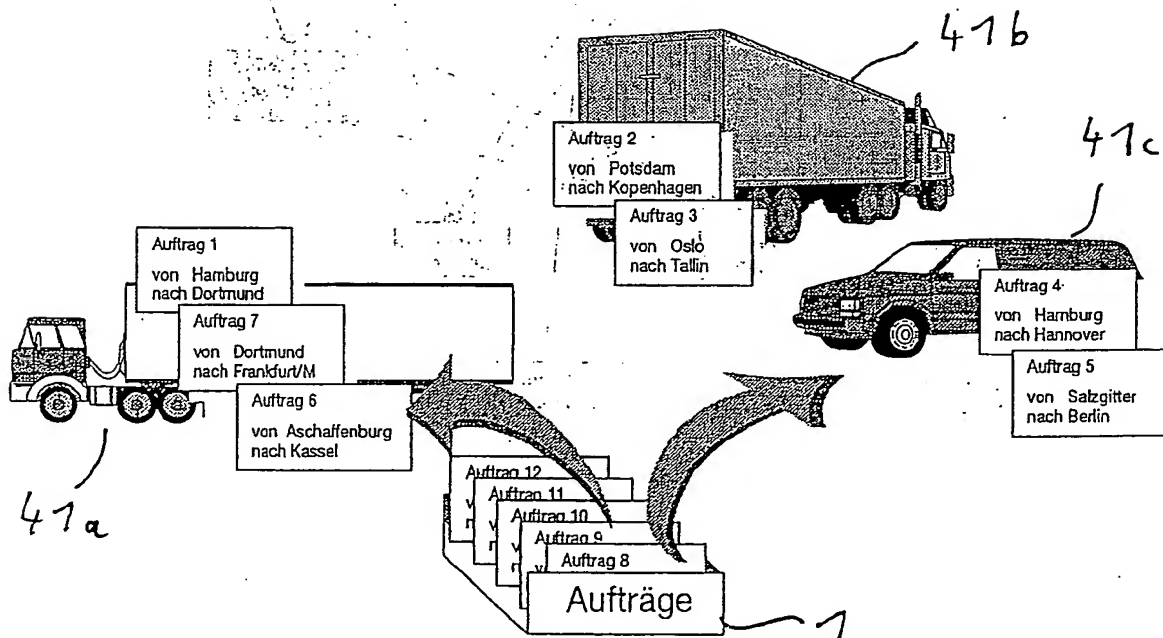 41b
Auftrag 2
von Potsdam
nach Kopenhagen
41c
Auftrag 3
von Oslo
nach Tallin
Auftrag 1
von Hamburg
nach Dortmund
Auftrag 7
von Dortmund
nach Frankfurt/M
Auftrag 6
von Aschaffenburg
nach Kassel
Auftrag 4
von Hamburg
nach Hannover
Auftrag 5
von Salzgitter
nach Berlin
41a
Auftrag 12
Auftrag 11
v
Auftrag 10
Auftrag 9
Auftrag 8
Aufträge
1